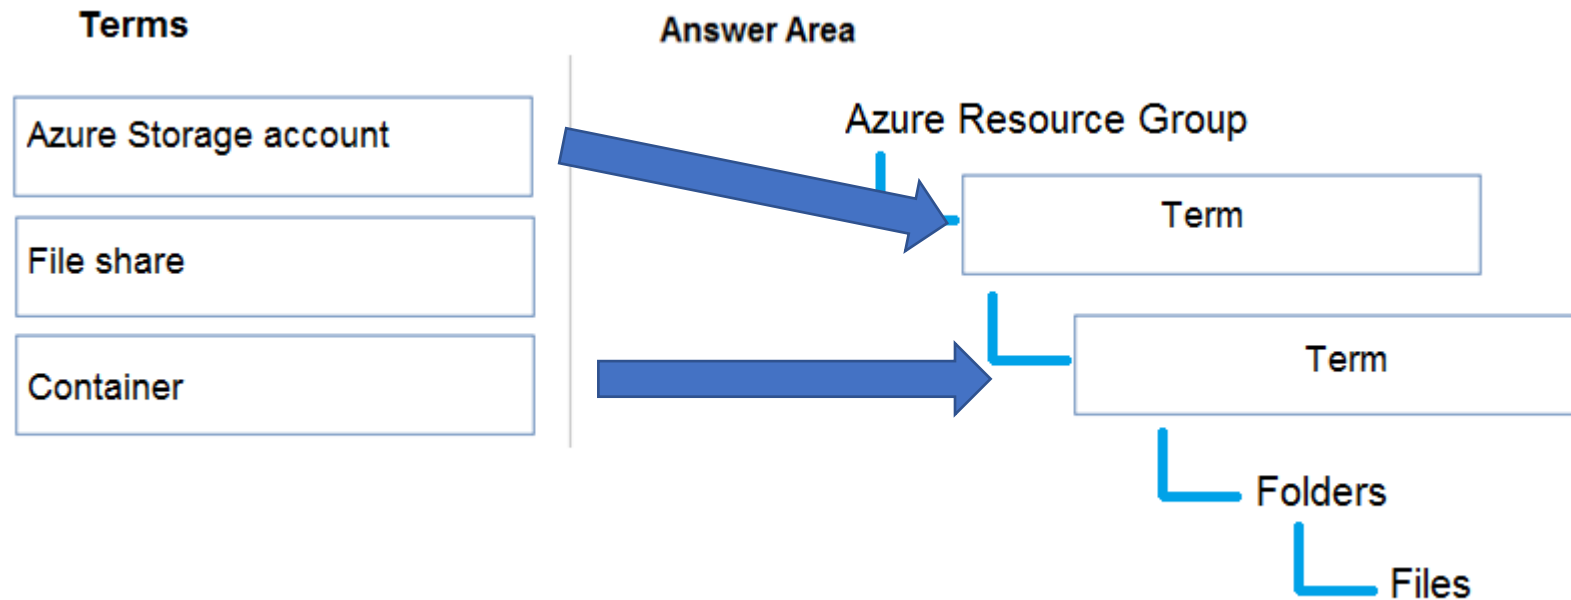 Terms
Answer Area
Azure Storage account
File share
Container
Azure Resource Group
Term
Term
Folders
Files